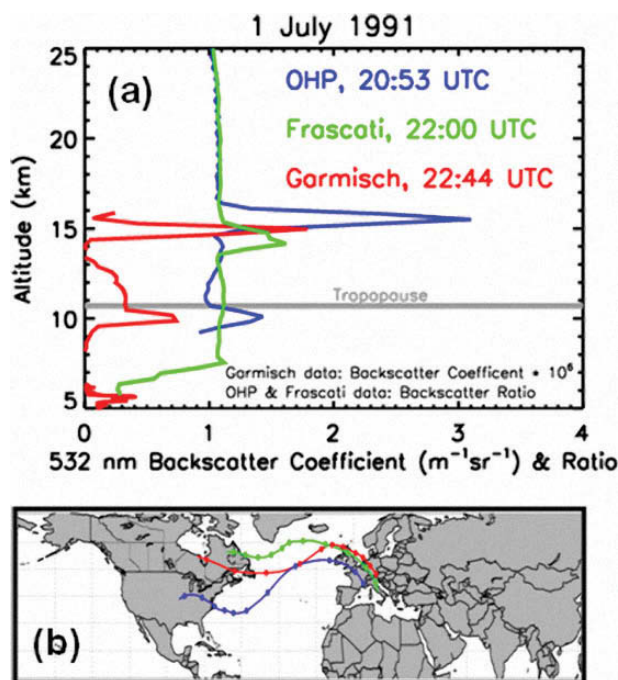 1 July 1991
(a)
OHP, 20:53 UTC
Frascati, 22:00 UTC
Garmisch, 22:44 UTC
Altitude (km)
25
20
15
10
5
Tropopause
Garmisch data: Backscatter Coefficent * 10⁶
OHP & Frascati data: Backscatter Ratio
0 1 2 3 4
532 nm Backscatter Coefficient (m⁻¹sr⁻¹) & Ratio
(b)